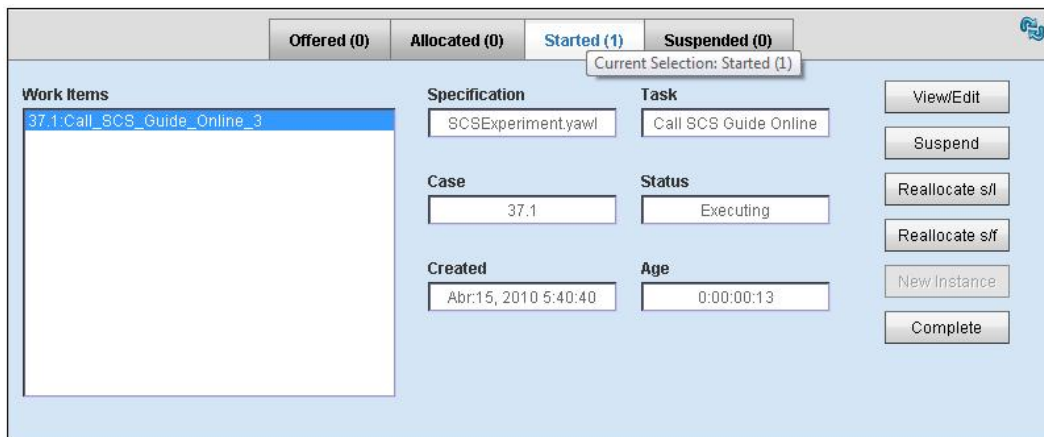 Offered (0)
Allocated (0)
Started (1)
Suspended (0)
Current Selection: Started (1)
Work Items
37.1:Call_SCS_Guide_Online_3
Specification
SCSExperiment.yawl
Task
Call SCS Guide Online
Case
37.1
Status
Executing
Created
Abr:15, 2010 5:40:40
Age
0:00:00:13
View/Edit
Suspend
Reallocate s/l
Reallocate s/f
New Instance
Complete